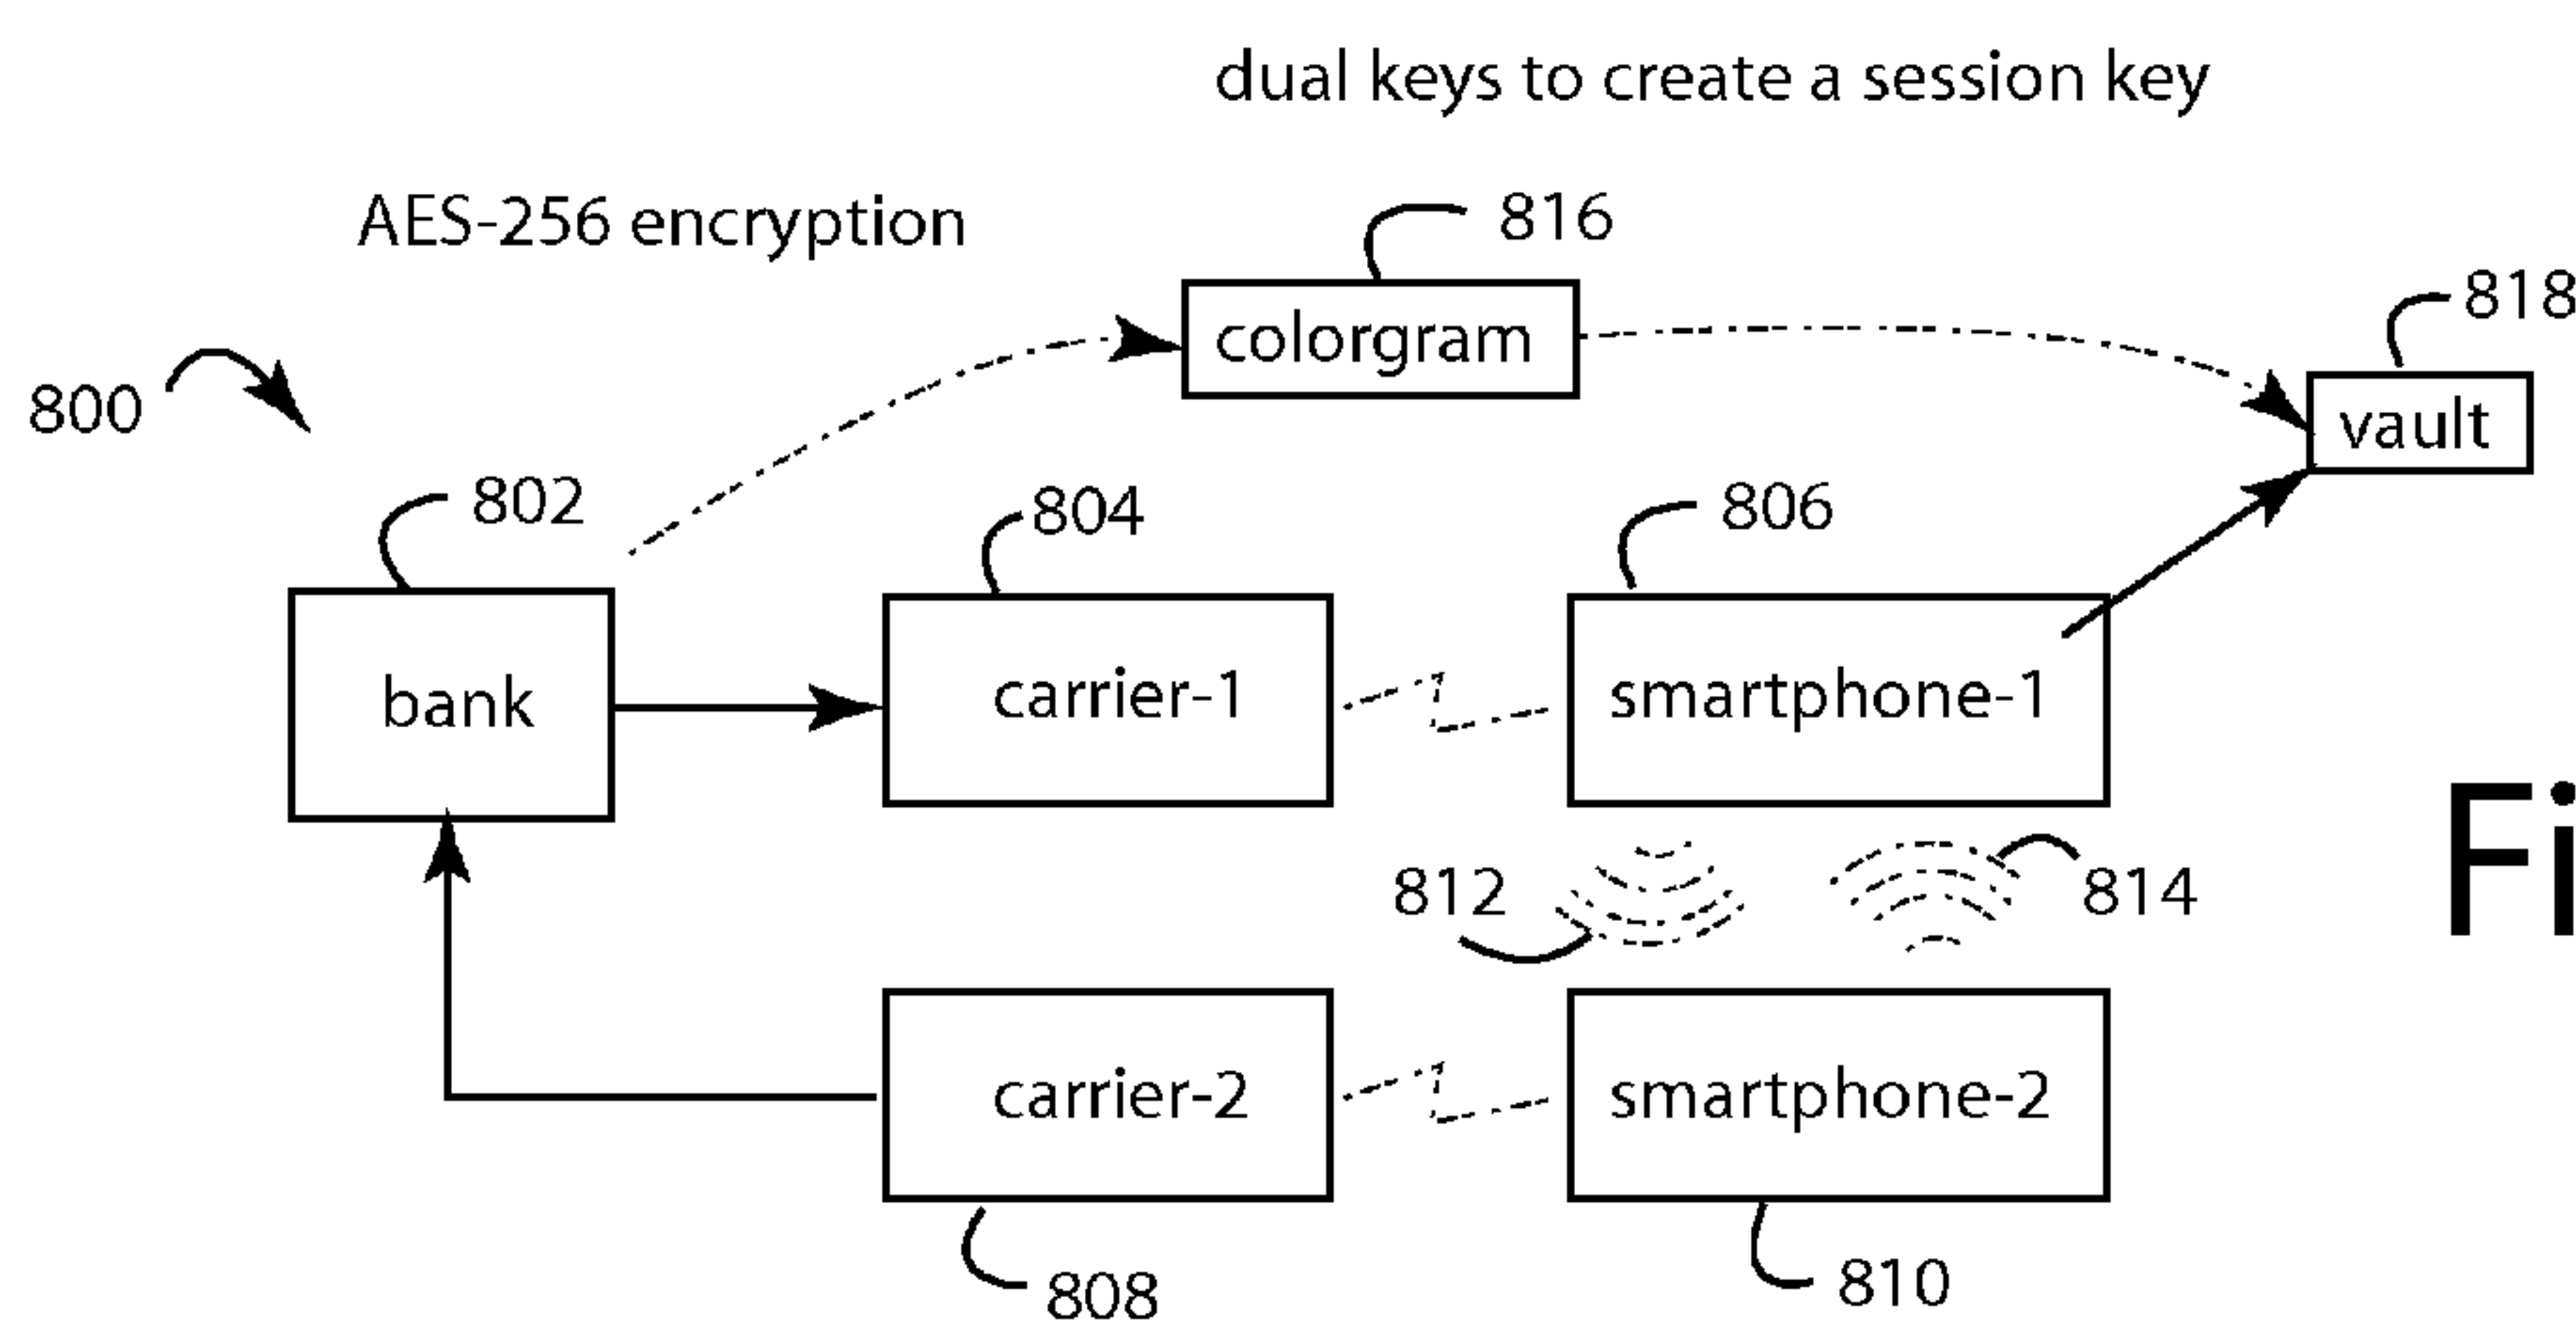 dual keys to create a session key
AES-256 encryption
816
818
colorgram
800
vault
802
804
806
bank
carrier-1
smartphone-1
Fi
812
814
carrier-2
smartphone-2
808
810